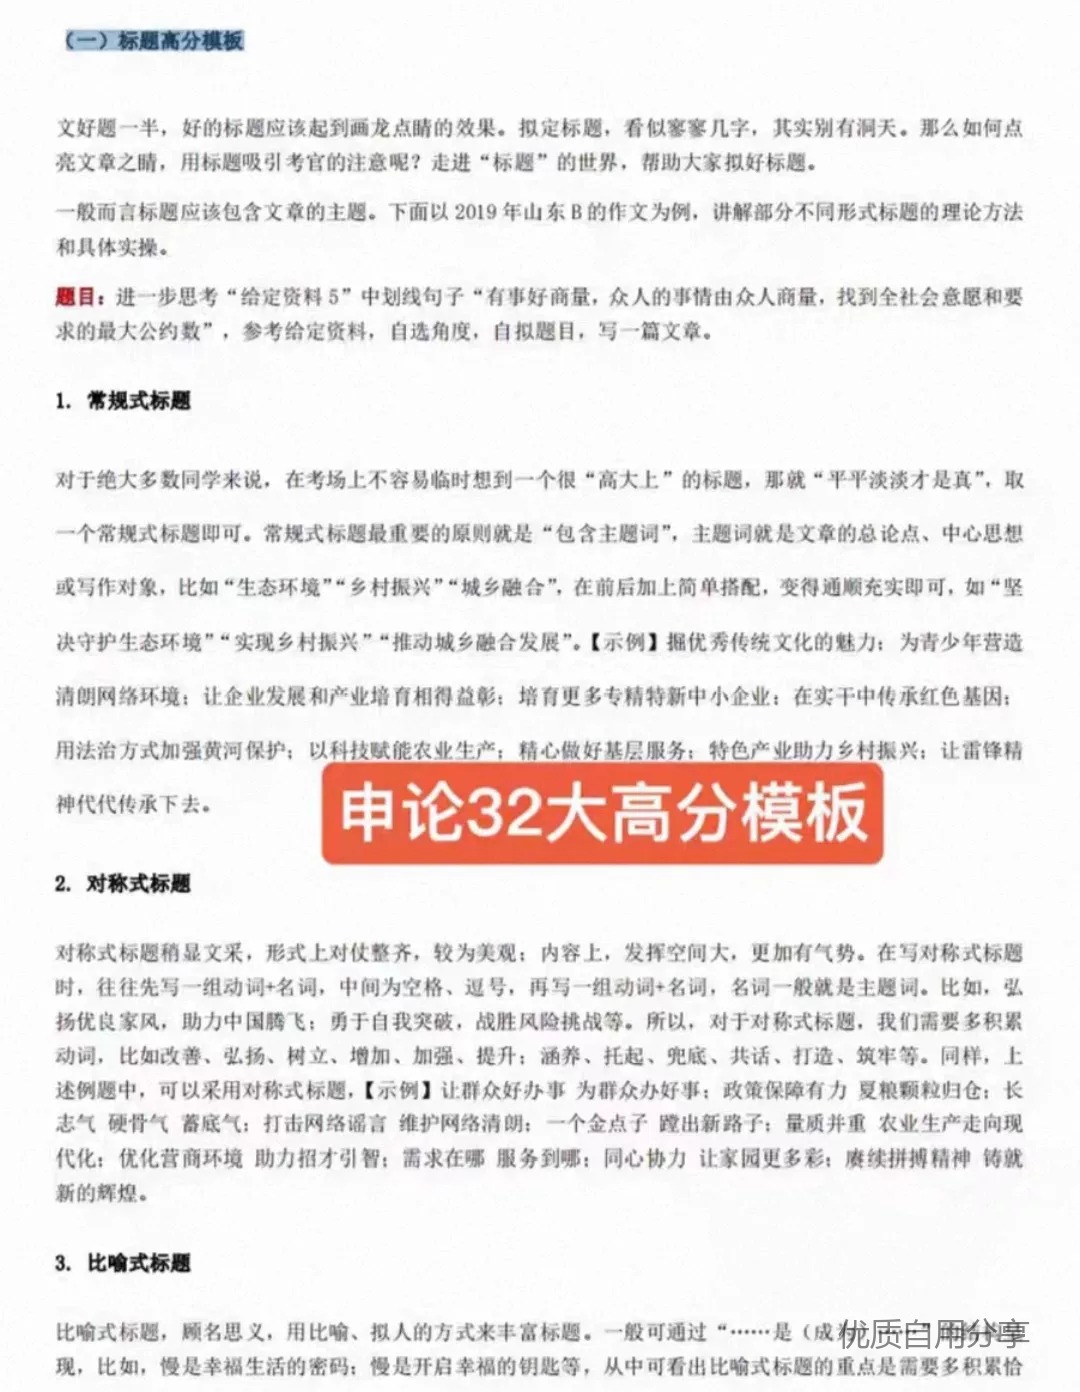 （一）标题高分模板
文好题一半，好的标题应该起到画龙点睛的效果。拟定标题，看似寥寥几字，其实别有洞天。那么如何点
亮文章之睛，用标题吸引考官的注意呢？走进“标题”的世界，帮助大家拟好标题。
一般而言标题应该包含文章的主题。下面以 2019 年山东 B 的作文为例，讲解部分不同形式标题的理论方法
和具体实操。
题目：进一步思考“给定资料 5”中划线句子“有事好商量，众人的事情由众人商量，找到全社会意愿和要
求的最大公约数”，参考给定资料，自选角度，自拟题目，写一篇文章。
1. 常规式标题
对于绝大多数同学来说，在考场上不容易临时想到一个很“高大上”的标题，那就“平平淡淡才是真”，取
一个常规式标题即可。常规式标题最重要的原则就是“包含主题词”，主题词就是文章的总论点、中心思想
或写作对象，比如“生态环境”“乡村振兴”“城乡融合”，在前后加上简单搭配，变得通顺充实即可，如“坚
决守护生态环境”“实现乡村振兴”“推动城乡融合发展”。【示例】掘优秀传统文化的魅力；为青少年营造
清朗网络环境；让企业发展和产业培育相得益彰；培育更多专精特新中小企业；在实干中传承红色基因；
用法治方式加强黄河保护；以科技赋能农业生产；精心做好基层服务；特色产业助力乡村振兴；让雷锋精
神代代传承下去。
申论32大高分模板
2. 对称式标题
对称式标题稍显文采，形式上对仗整齐，较为美观；内容上，发挥空间大，更加有气势。在写对称式标题
时，往往先写一组动词+名词，中间为空格、逗号，再写一组动词+名词，名词一般就是主题词。比如，弘
扬优良家风，助力中国腾飞；勇于自我突破，战胜风险挑战等。所以，对于对称式标题，我们需要多积累
动词，比如改善、弘扬、树立、增加、加强、提升；涵养、托起、兜底、共话、打造、筑牢等。同样，上
述例题中，可以采用对称式标题，【示例】让群众好办事 为群众办好事；政策保障有力 夏粮颗粒归仓；长
志气 硬骨气 蓄底气；打击网络谣言 维护网络清朗；一个金点子 蹚出新路子；量质并重 农业生产走向现
代化；优化营商环境 助力招才引智；需求在哪 服务到哪；同心协力 让家园更多彩；赓续拼搏精神 铸就
新的辉煌。
3. 比喻式标题
比喻式标题，顾名思义，用比喻、拟人的方式来丰富标题。一般可通过“……是（成
现，比如，慢是幸福生活的密码；慢是开启幸福的钥匙等，从中可看出比喻式标题的重点是需要多积累恰
优质自用分享